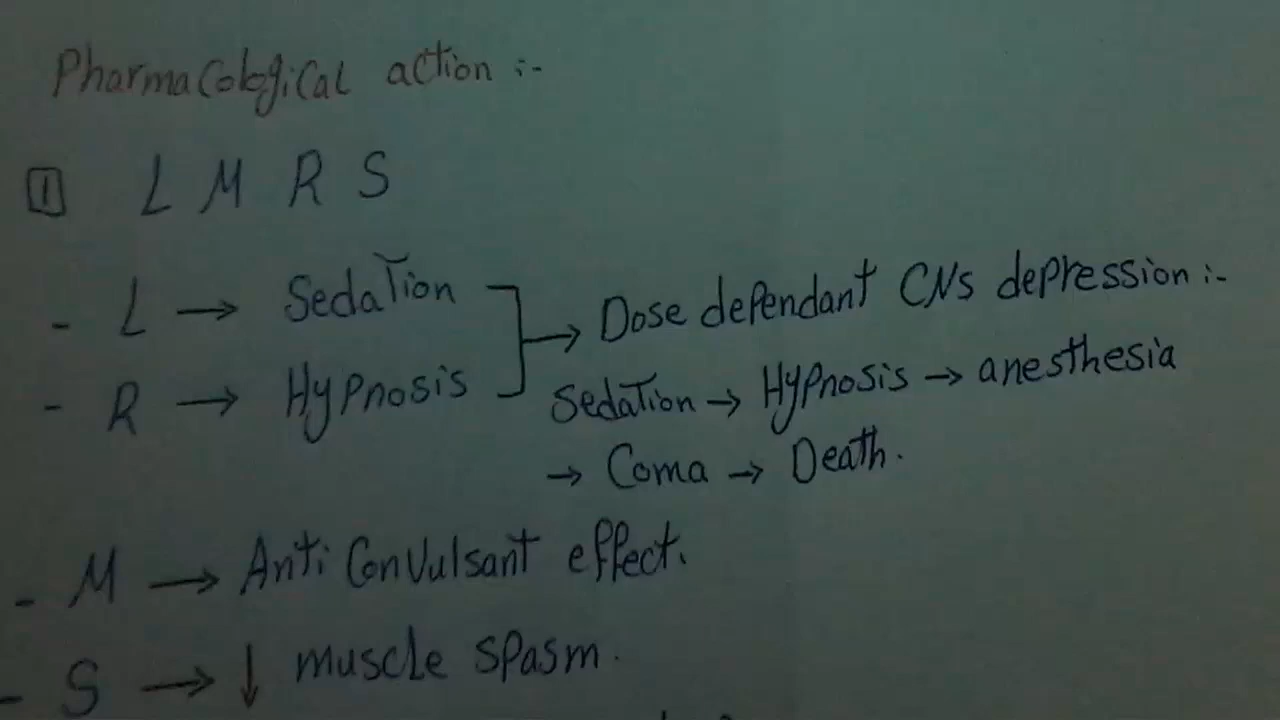 Pharmacological action :-
1 L M R S
- L → Sedation
- R → Hypnosis
→ Dose dependant CNS depression :-
Sedation → Hypnosis → anesthesia
→ Coma → Death.
- M → Anti Convulsant effect.
- S → ↓ muscle spasm.